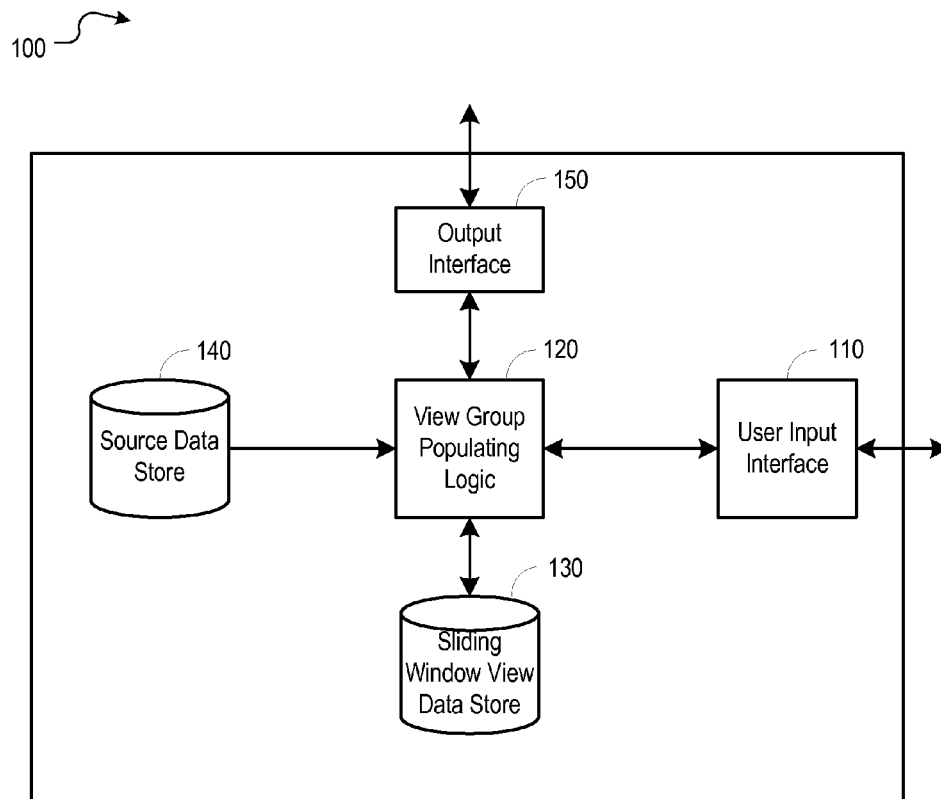 100
150
Output
Interface
140
120
110
Source Data
Store
View Group
Populating
Logic
User Input
Interface
130
Sliding
Window View
Data Store